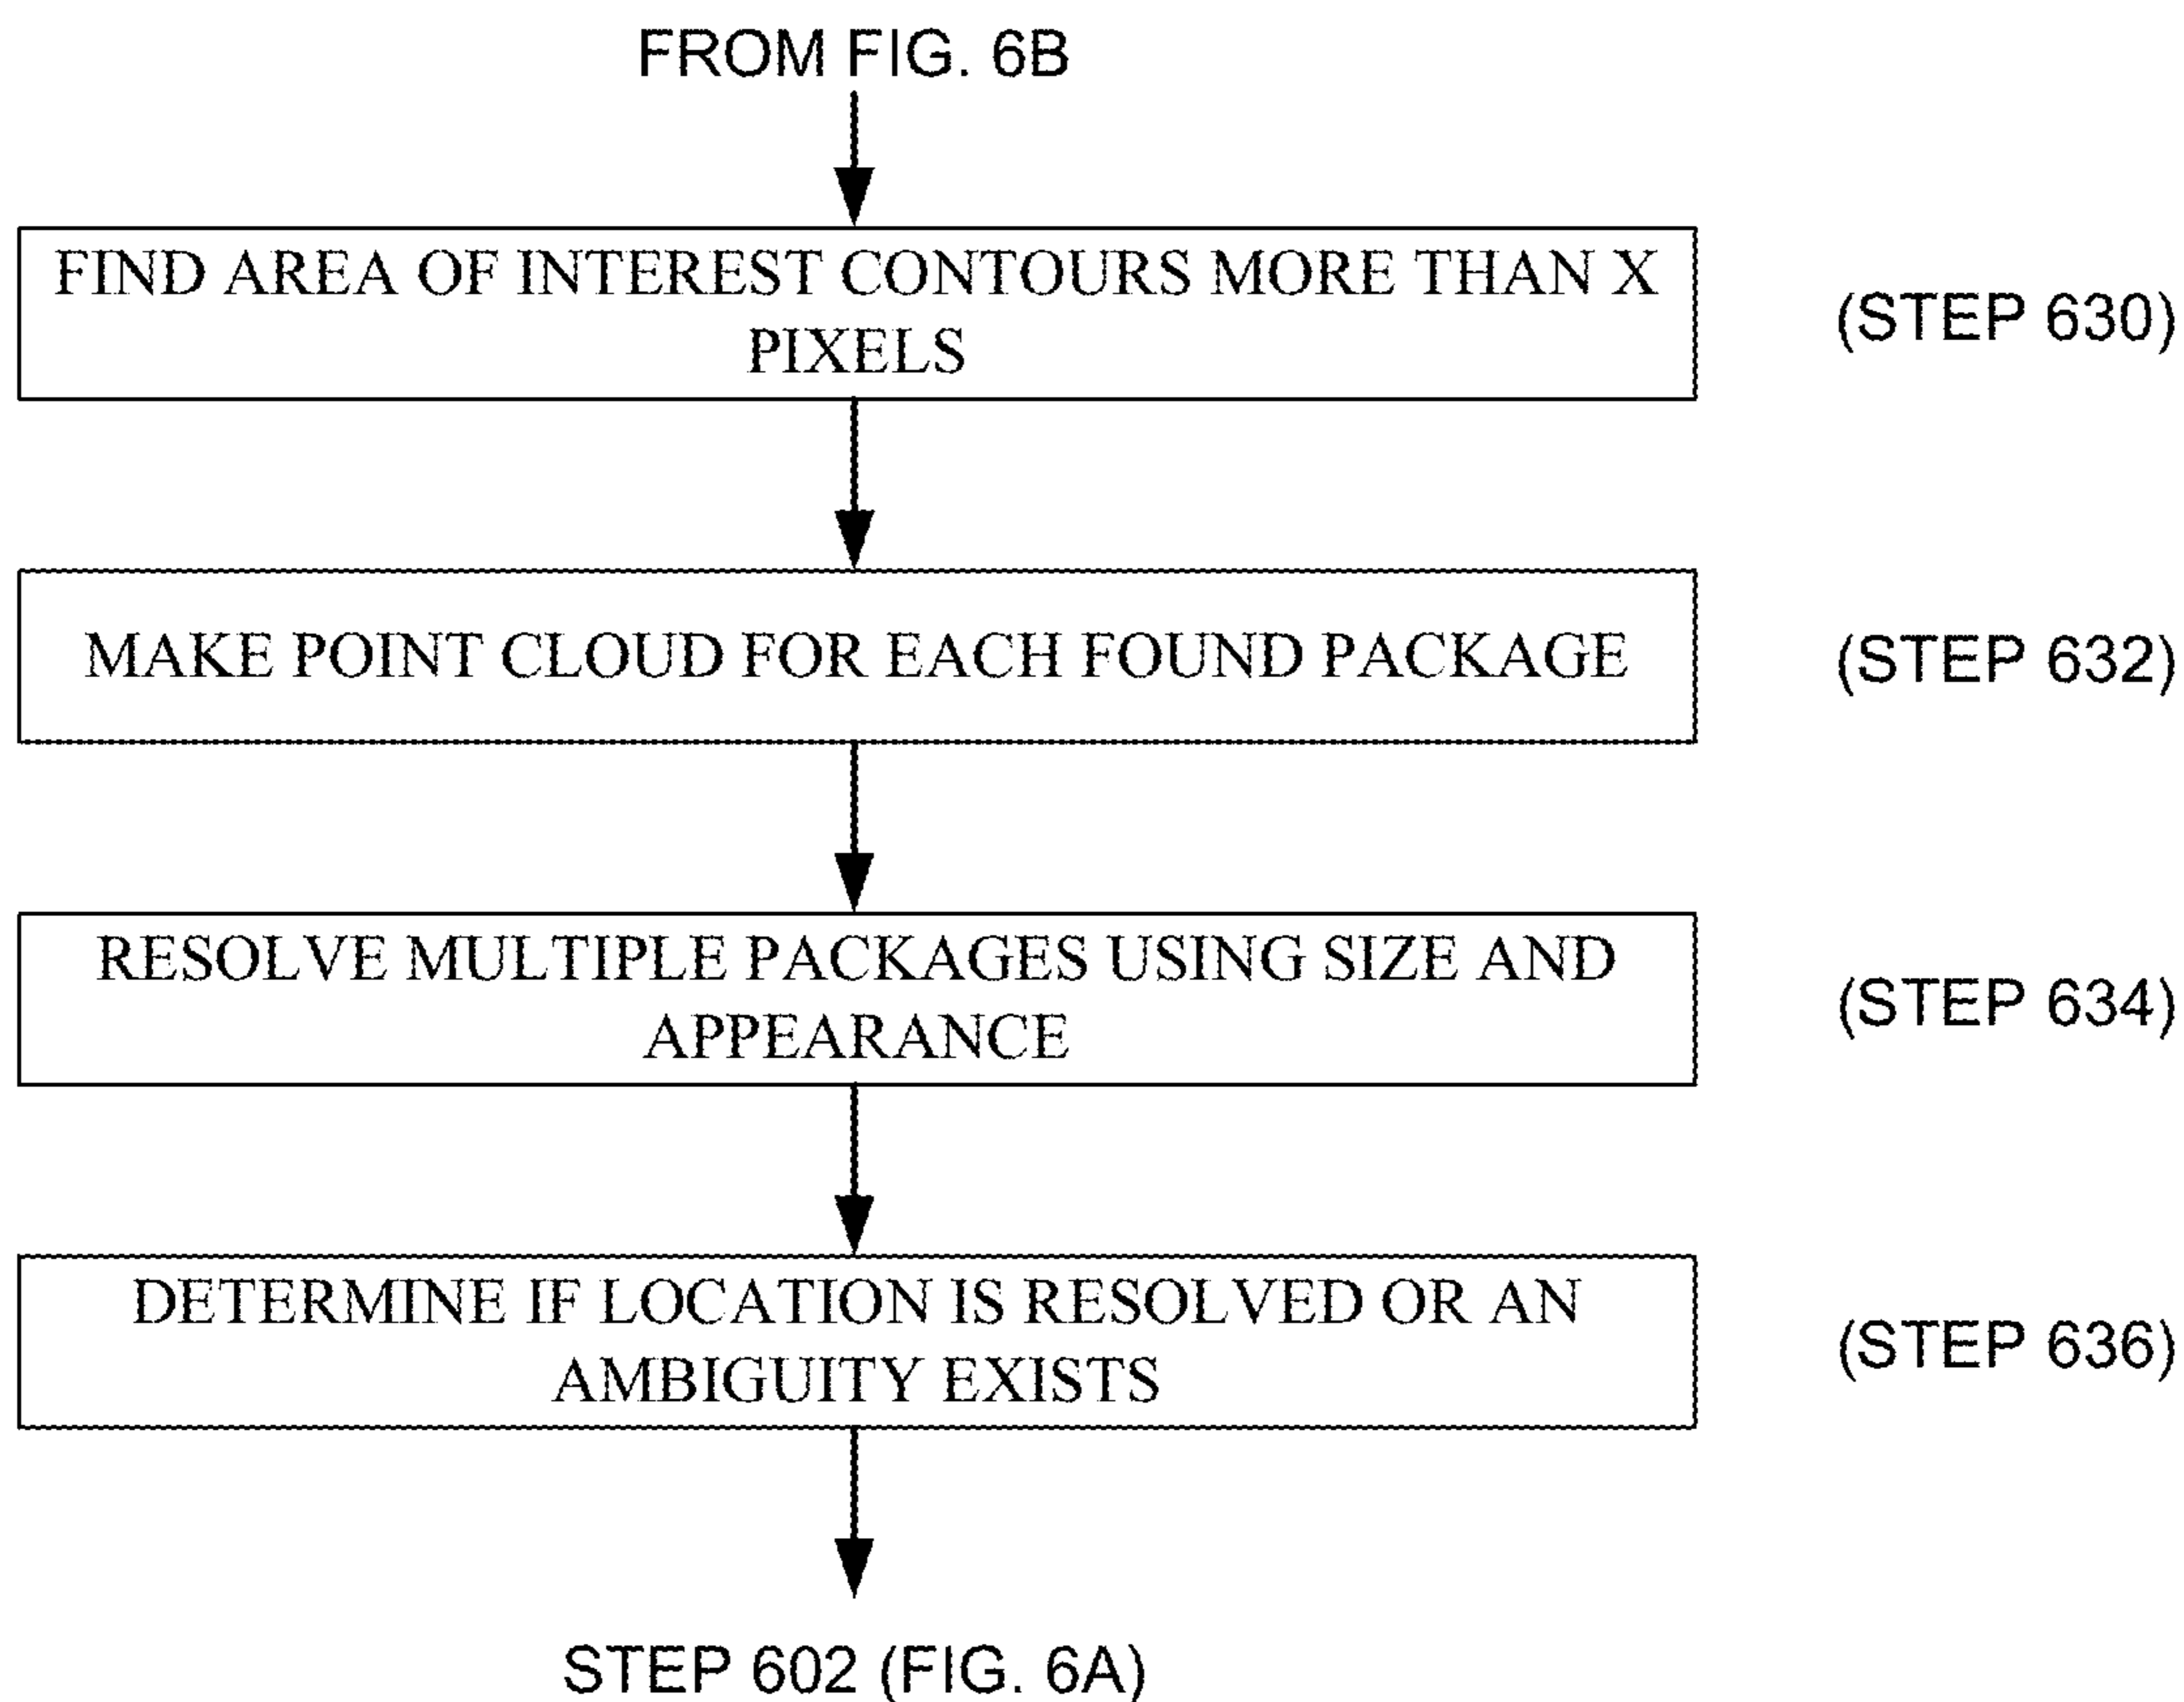 FROM FIG. 6B
FIND AREA OF INTEREST CONTOURS MORE THAN X
PIXELS
(STEP 630)
MAKE POINT CLOUD FOR EACH FOUND PACKAGE
(STEP 632)
RESOLVE MULTIPLE PACKAGES USING SIZE AND
APPEARANCE
(STEP 634)
DETERMINE IF LOCATION IS RESOLVED OR AN
AMBIGUITY EXISTS
(STEP 636)
STEP 602 (FIG. 6A)